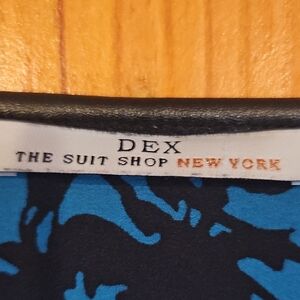 DEX
THE SUIT SHOP NEW YORK